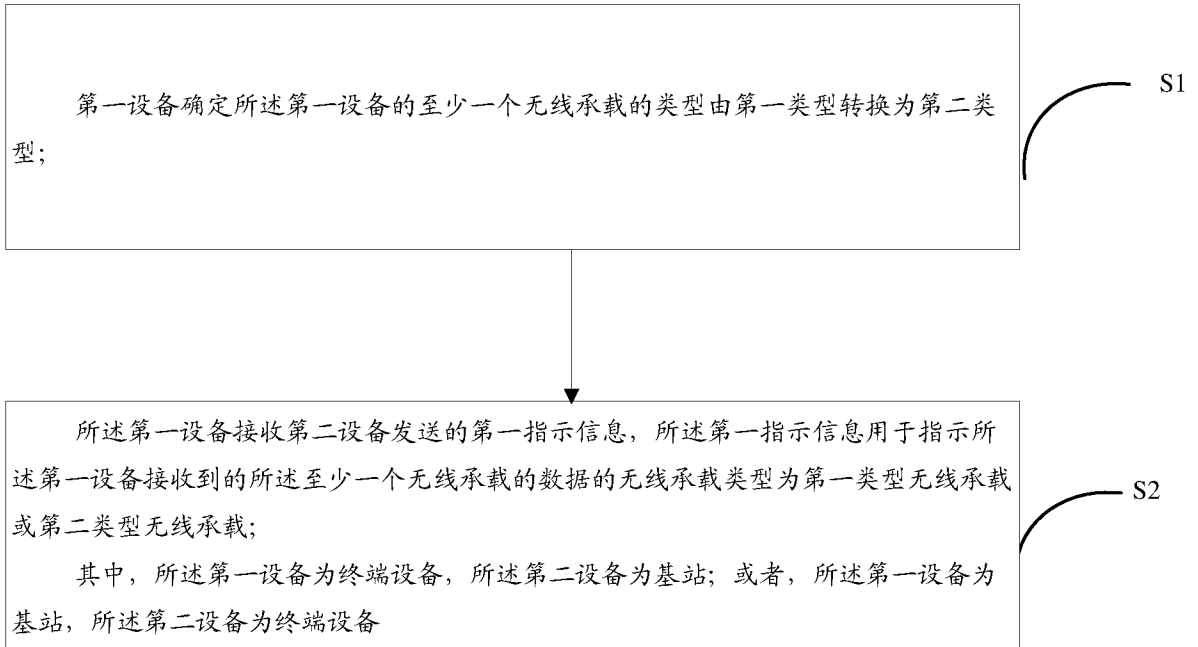 第一设备确定所述第一设备的至少一个无线承载的类型由第一类型转换为第二类
型;
S1
所述第一设备接收第二设备发送的第一指示信息，所述第一指示信息用于指示所
述第一设备接收到的所述至少一个无线承载的数据的无线承载类型为第一类型无线承载
或第二类型无线承载;
其中，所述第一设备为终端设备，所述第二设备为基站；或者，所述第一设备为
基站，所述第二设备为终端设备
S2